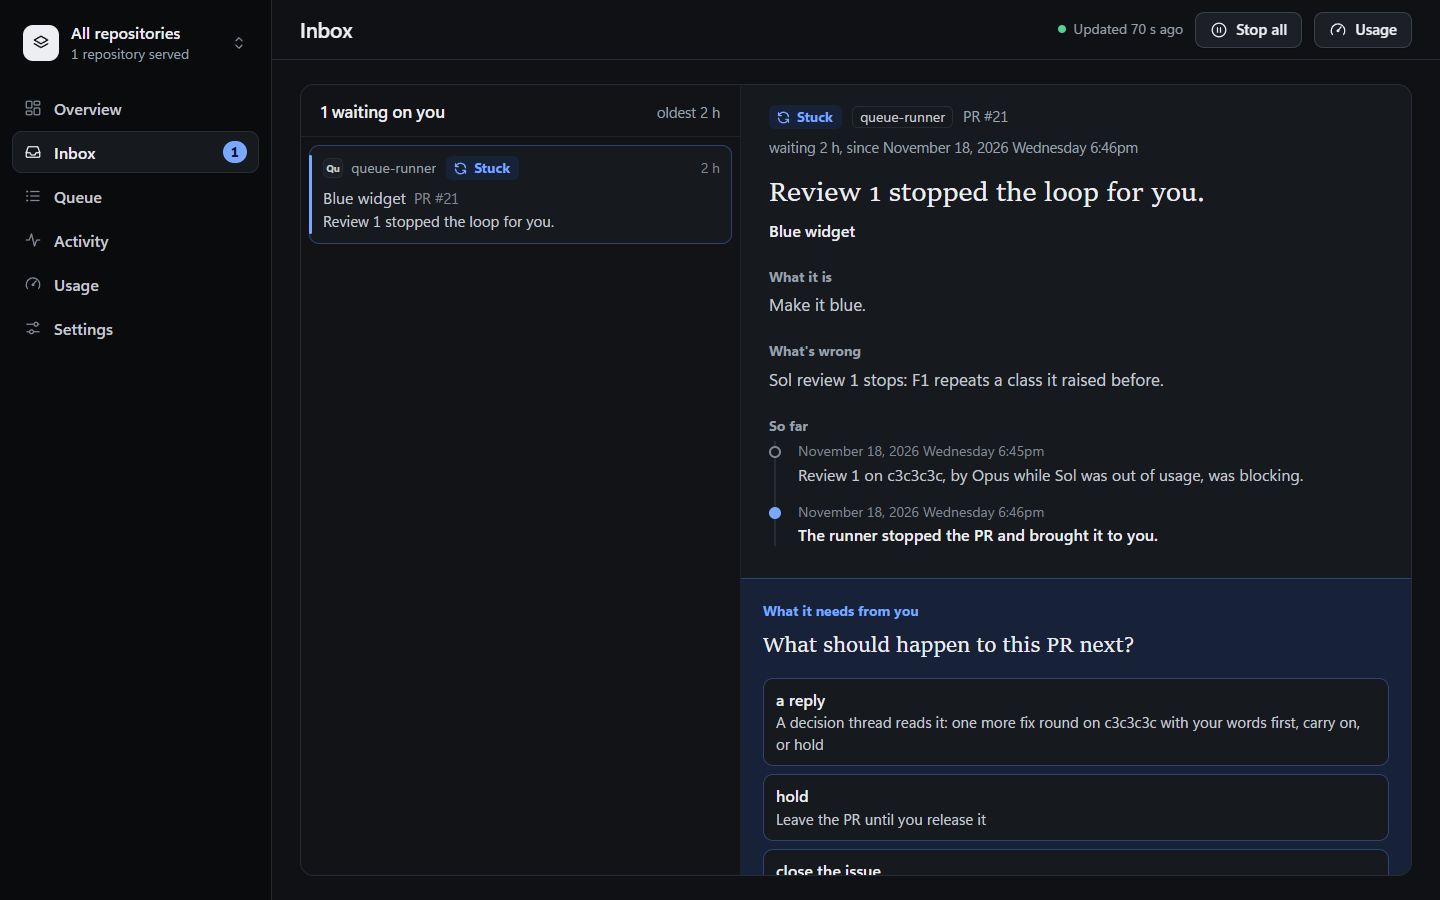 All repositories
1 repository served
Overview
Inbox 1
Queue
Activity
Usage
Settings
Inbox
Updated 70 s ago
Stop all
Usage
1 waiting on you
oldest 2 h
Qu queue-runner Stuck 2 h
Blue widget PR #21
Review 1 stopped the loop for you.
Stuck queue-runner PR #21
waiting 2 h, since November 18, 2026 Wednesday 6:46pm
Review 1 stopped the loop for you.
Blue widget
What it is
Make it blue.
What's wrong
Sol review 1 stops: F1 repeats a class it raised before.
So far
November 18, 2026 Wednesday 6:45pm
Review 1 on c3c3c3c, by Opus while Sol was out of usage, was blocking.
November 18, 2026 Wednesday 6:46pm
The runner stopped the PR and brought it to you.
What it needs from you
What should happen to this PR next?
a reply
A decision thread reads it: one more fix round on c3c3c3c with your words first, carry on,
or hold
hold
Leave the PR until you release it
close the issue